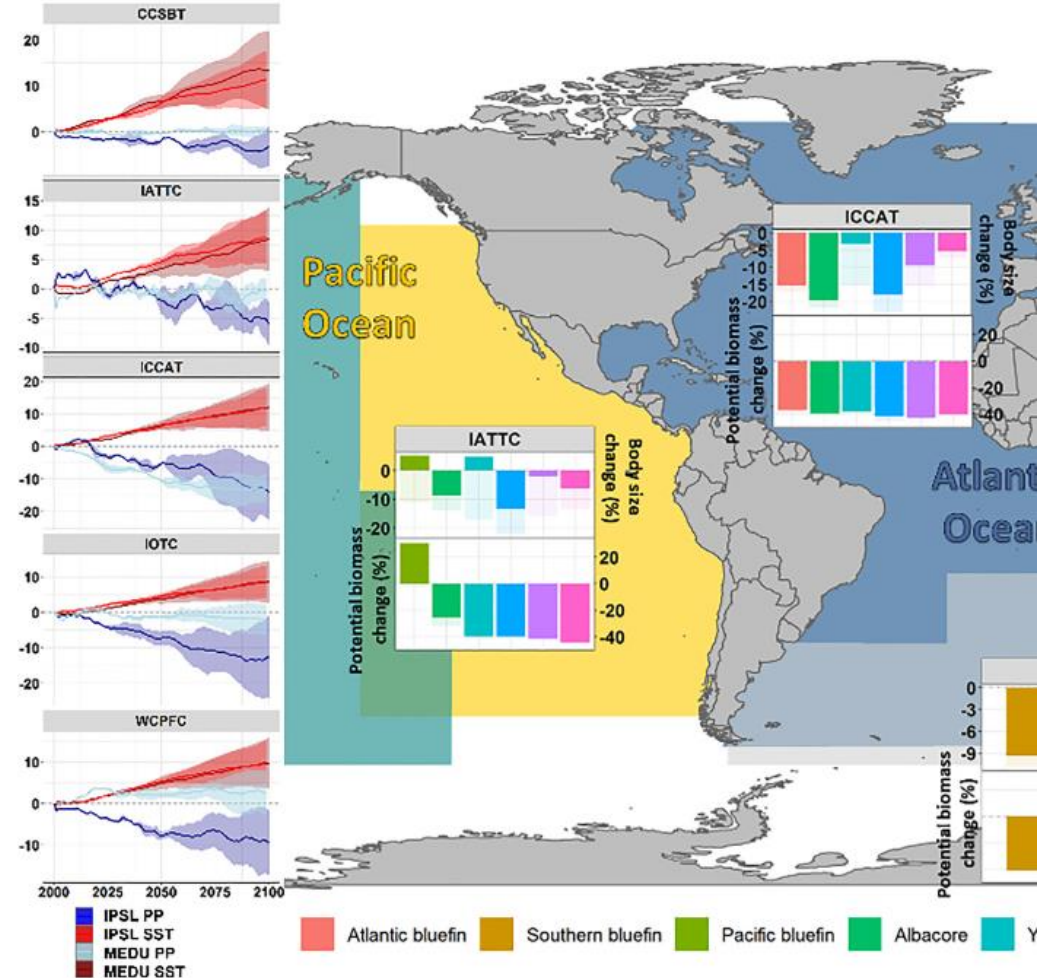 CCSBT
20
10
0
IATTC
15
10
5
0
-5
-10
ICCAT
20
10
0
-10
-20
IOTC
10
0
-10
-20
WCPFC
10
0
-10
2000 2025 2050 2075 2100
IPSL PP
IPSL SST
MEDU PP
MEDU SST
Pacific
Ocean
ICCAT
0
-5
-10
-15
-20
Body size
change (%)
20
0
-20
-40
Potential biomass
change (%)
IATTC
0
-10
-20
Body size
change (%)
20
0
-20
-40
Potential biomass
change (%)
Atlant
Ocea
0
-3
-6
-9
Potential biomass
change (%)
Atlantic bluefin Southern bluefin Pacific bluefin Albacore Y